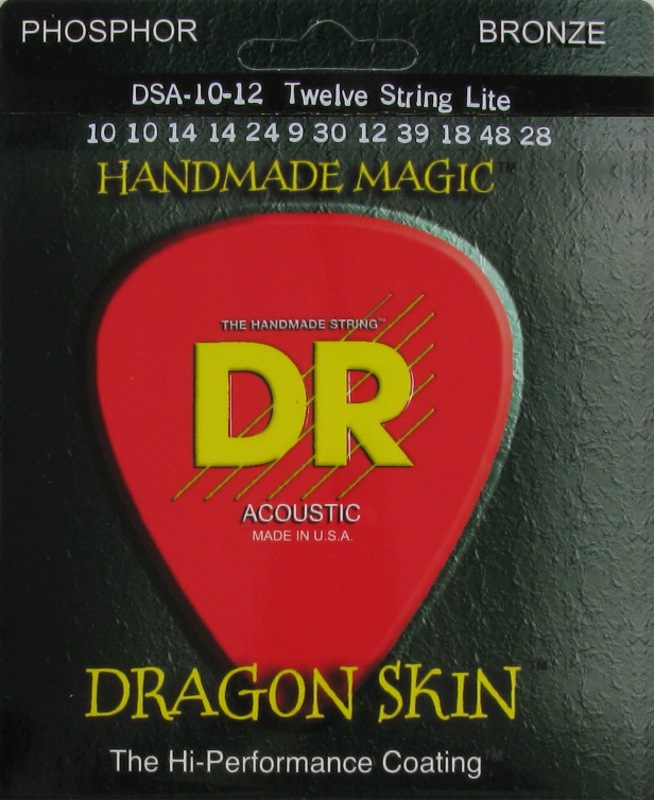 PHOSPHOR BRONZE
DSA-10-12 Twelve String Lite
10 10 14 14 24 9 30 12 39 18 48 28
HANDMADE MAGIC™
THE HANDMADE STRING™
DR
ACOUSTIC
MADE IN U.S.A.
DRAGON SKIN™
The Hi-Performance Coating™